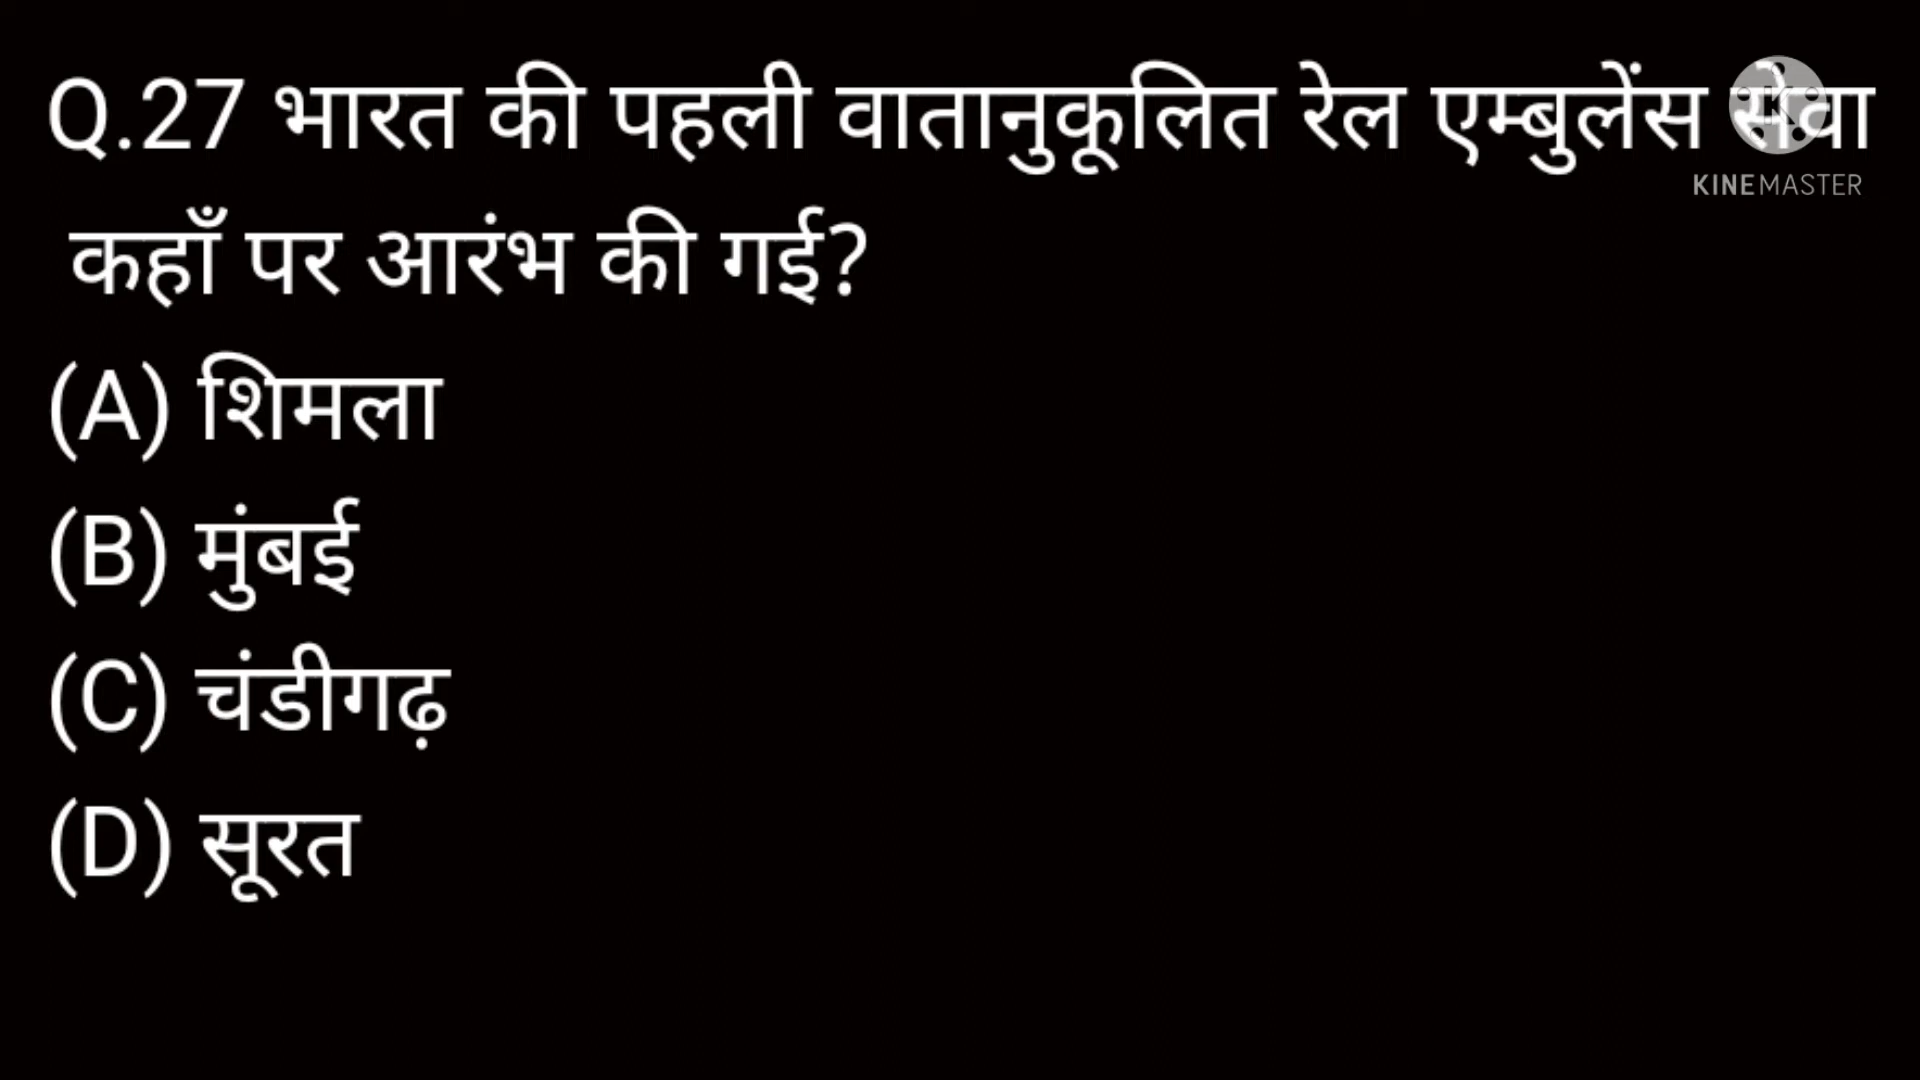 Q.27 भारत की पहली वातानुकूलित रेल एम्बुलेंस सेवा
कहाँ पर आरंभ की गई?
(A) शिमला
(B) मुंबई
(C) चंडीगढ़
(D) सूरत
KINEMASTER